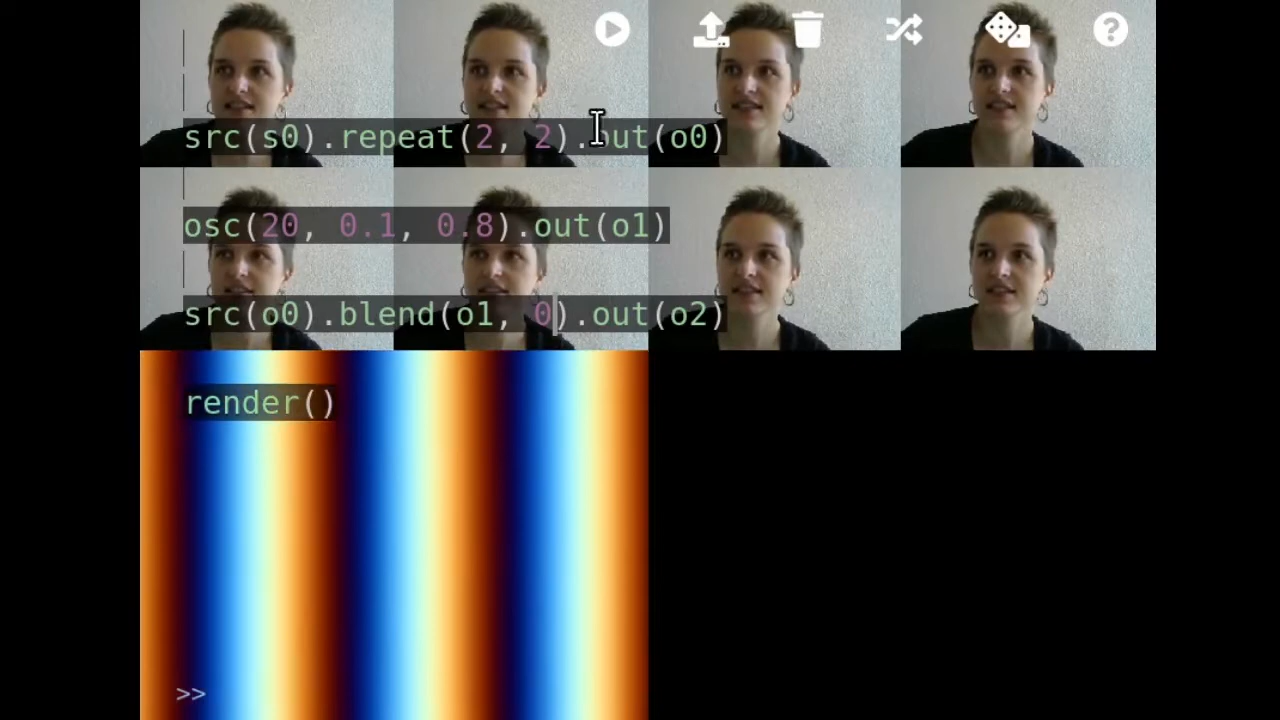 src(s0).repeat(2, 2).out(o0)
osc(20, 0.1, 0.8).out(o1)
src(o0).blend(o1, 0).out(o2)
render()
>>